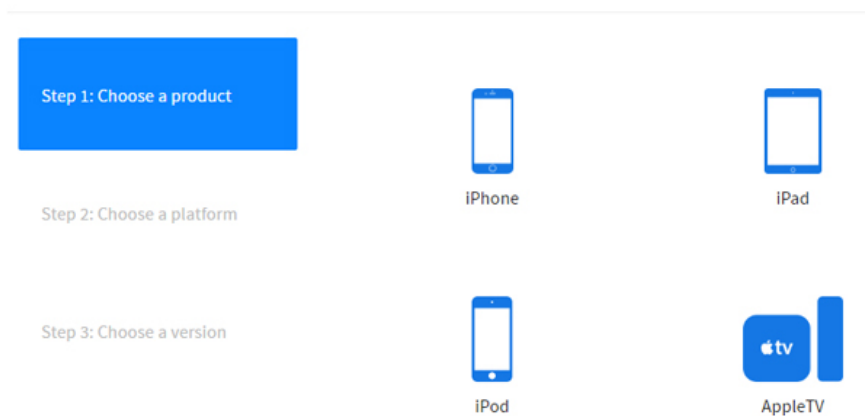 Step 1: Choose a product
iPhone
iPad
Step 2: Choose a platform
Step 3: Choose a version
tv
iPod
AppleTV